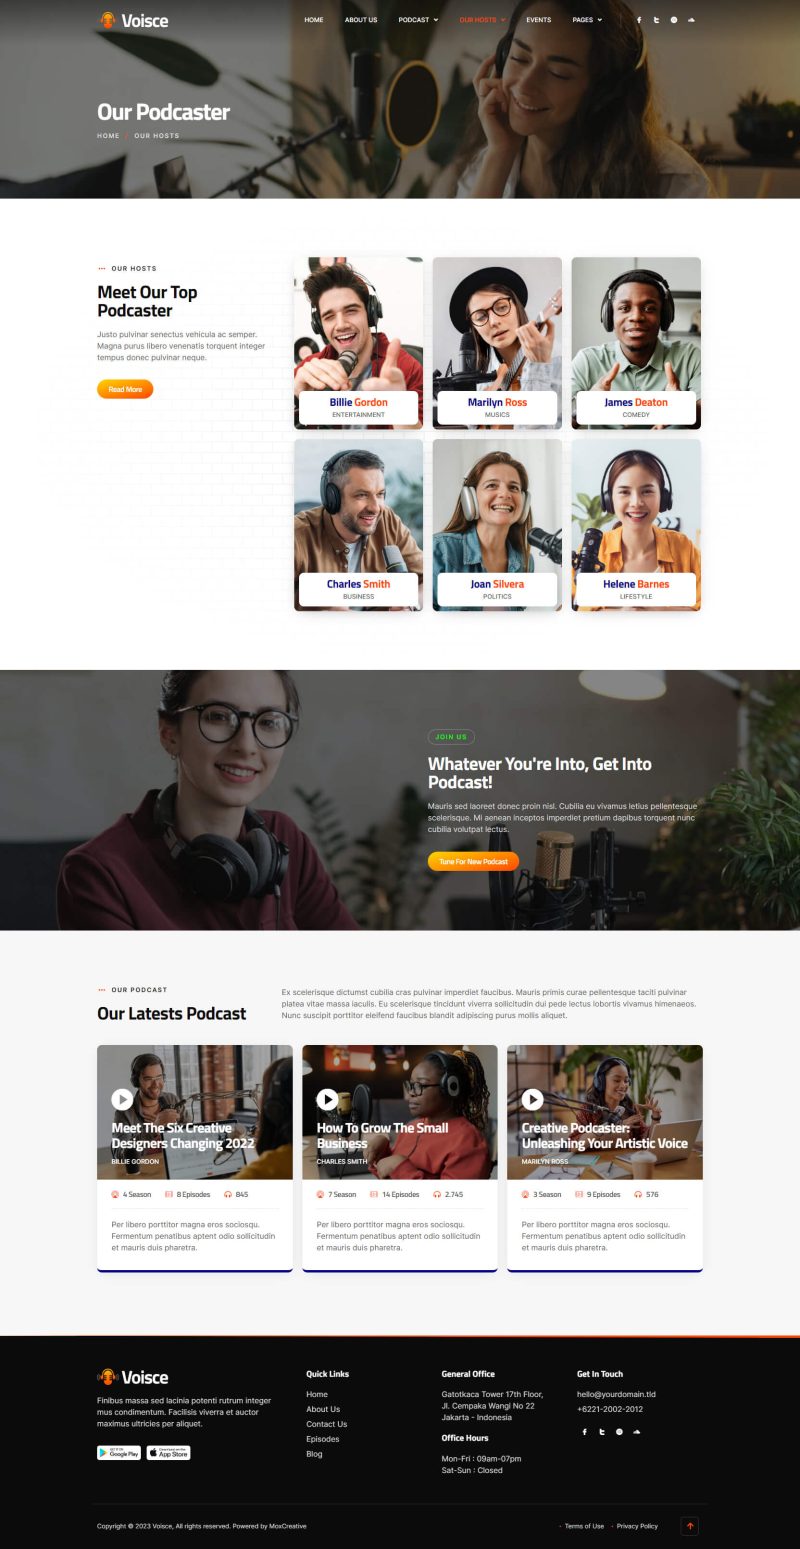 Voisce
HOME ABOUT US PODCAST OUR HOSTS EVENTS PAGES
Our Podcaster
HOME / OUR HOSTS
OUR HOSTS
Meet Our Top
Podcaster
Justo pulvinar senectus vehicula ac semper.
Magna purus libero venenatis torquent integer
tempus donec pulvinar neque.
Read More
Billie Gordon
ENTERTAINMENT
Marilyn Ross
MUSICS
James Deaton
COMEDY
Charles Smith
BUSINESS
Joan Silvera
POLITICS
Helene Barnes
LIFESTYLE
JOIN US
Whatever You're Into, Get Into
Podcast!
Mauris sed laoreet donec proin nisl. Cubilia eu vivamus letius pellentesque
scelerisque. Mi aenean inceptos imperdiet pretium dapibus torquent nunc
cubilia volutpat lectus.
Tune For New Podcast
OUR PODCAST
Our Latests Podcast
Ex scelerisque dictumst cubilia cras pulvinar imperdiet faucibus. Mauris primis curae pellentesque taciti pulvinar
platea vitae massa iaculis. Eu scelerisque tincidunt viverra sollicitudin dui pede lectus lobortis vivamus himenaeos.
Nunc suscipit porttitor eleifend faucibus blandit adipiscing purus mollis aliquet.
Meet The Six Creative
Designers Changing 2022
BILLIE GORDON
4 Season 8 Episodes 845
Per libero porttitor magna eros sociosqu.
Fermentum penatibus aptent odio sollicitudin
et mauris duis pharetra.
How To Grow The Small
Business
CHARLES SMITH
7 Season 14 Episodes 2.745
Per libero porttitor magna eros sociosqu.
Fermentum penatibus aptent odio sollicitudin
et mauris duis pharetra.
Creative Podcaster:
Unleashing Your Artistic Voice
MARILYN ROSS
3 Season 9 Episodes 576
Per libero porttitor magna eros sociosqu.
Fermentum penatibus aptent odio sollicitudin
et mauris duis pharetra.
Voisce
Finibus massa sed lacinia potenti rutrum integer
mus condimentum. Facilisis viverra et auctor
maximus ultricies per aliquet.
GET IT ON
Google Play
App Store
Quick Links
Home
About Us
Contact Us
Episodes
Blog
General Office
Gatotkaca Tower 17th Floor,
Jl. Cempaka Wangi No 22
Jakarta - Indonesia
Office Hours
Mon-Fri : 09am-07pm
Sat-Sun : Closed
Get In Touch
hello@yourdomain.tld
+6221-2002-2012
Copyright © 2023 Voisce, All rights reserved. Powered by MoxCreative
Terms of Use Privacy Policy